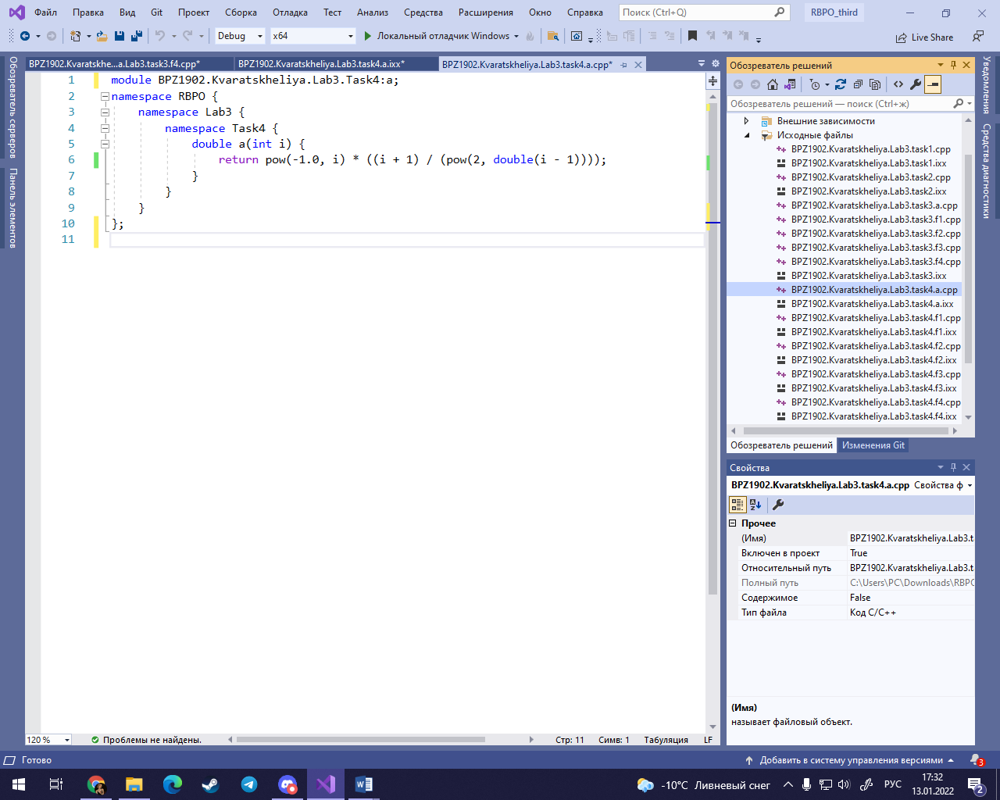 Файл Правка Вид Git Проект Сборка Отладка Тест Анализ Средства Расширения Окно Справка Поиск (Ctrl+Q) RBPO_third
Debug x64 Локальный отладчик Windows Live Share
Обозреватель серверов
Панель элементов
BPZ1902.Kvaratskhe...a.Lab3.task3.f4.cpp* BPZ1902.Kvaratskheliya.Lab3.task4.a.ixx* BPZ1902.Kvaratskheliya.Lab3.task4.a.cpp*
1 module BPZ1902.Kvaratskheliya.Lab3.Task4:a;
2 namespace RBPO {
3 namespace Lab3 {
4 namespace Task4 {
5 double a(int i) {
6 return pow(-1.0, i) * ((i + 1) / (pow(2, double(i - 1))));
7 }
8 }
9 }
10 };
11
120 % Проблемы не найдены. Стр: 11 Симв: 1 Табуляция LF
Обозреватель решений
Обозреватель решений — поиск (Ctrl+ж)
Внешние зависимости
Исходные файлы
BPZ1902.Kvaratskheliya.Lab3.task1.cpp
BPZ1902.Kvaratskheliya.Lab3.task1.ixx
BPZ1902.Kvaratskheliya.Lab3.task2.cpp
BPZ1902.Kvaratskheliya.Lab3.task2.ixx
BPZ1902.Kvaratskheliya.Lab3.task3.a.cpp
BPZ1902.Kvaratskheliya.Lab3.task3.f1.cpp
BPZ1902.Kvaratskheliya.Lab3.task3.f2.cpp
BPZ1902.Kvaratskheliya.Lab3.task3.f3.cpp
BPZ1902.Kvaratskheliya.Lab3.task3.f4.cpp
BPZ1902.Kvaratskheliya.Lab3.task3.ixx
BPZ1902.Kvaratskheliya.Lab3.task4.a.cpp
BPZ1902.Kvaratskheliya.Lab3.task4.a.ixx
BPZ1902.Kvaratskheliya.Lab3.task4.f1.cpp
BPZ1902.Kvaratskheliya.Lab3.task4.f1.ixx
BPZ1902.Kvaratskheliya.Lab3.task4.f2.cpp
BPZ1902.Kvaratskheliya.Lab3.task4.f2.ixx
BPZ1902.Kvaratskheliya.Lab3.task4.f3.cpp
BPZ1902.Kvaratskheliya.Lab3.task4.f3.ixx
BPZ1902.Kvaratskheliya.Lab3.task4.f4.cpp
BPZ1902.Kvaratskheliya.Lab3.task4.f4.ixx
Обозреватель решений Изменения Git
Свойства
BPZ1902.Kvaratskheliya.Lab3.task4.a.cpp Свойства ф
Прочее
(Имя) BPZ1902.Kvaratskheliya.Lab3.t
Включен в проект True
Относительный путь BPZ1902.Kvaratskheliya.Lab3.t
Полный путь C:\Users\PC\Downloads\RBPO
Содержимое False
Тип файла Код C/C++
(Имя)
называет файловый объект.
Уведомления
Средства диагностики
Готово Добавить в систему управления версиями 3
-10°C Ливневый снег РУС 17:32
13.01.2022 2